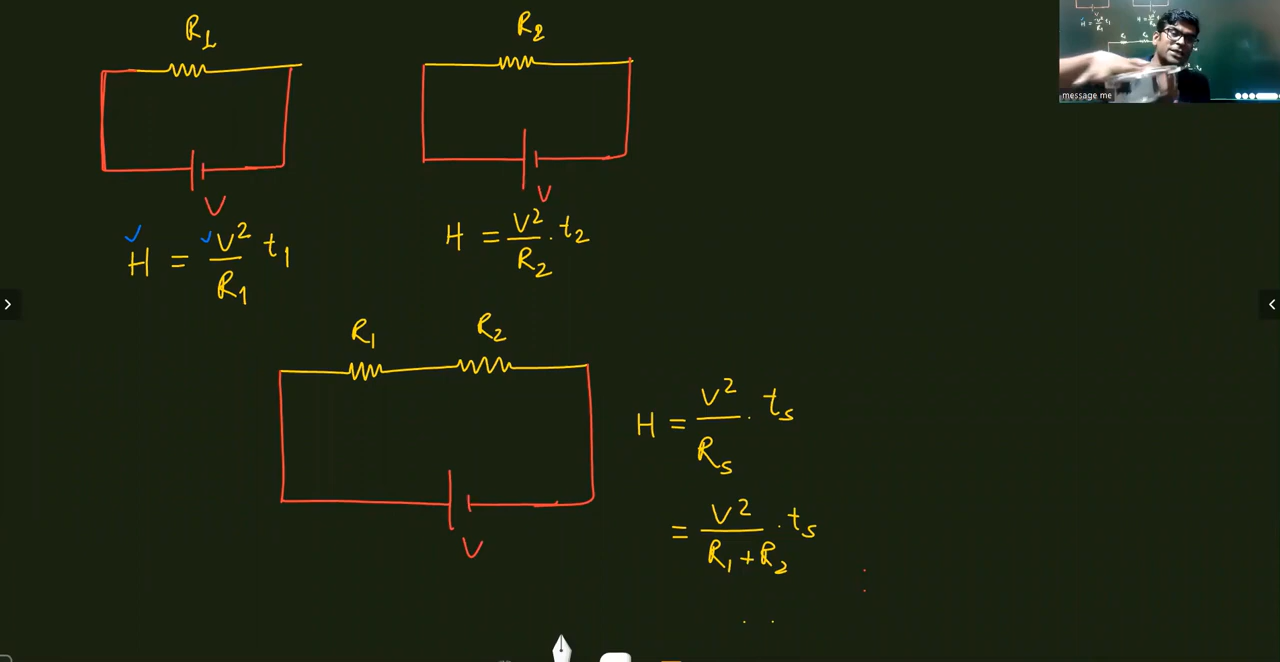 R₁
R₂
V
V
H = V²/R₁ t₁
H = V²/R₂ . t₂
R₁
R₂
V
H = V²/Rₛ . tₛ
= V²/R₁+R₂ . tₛ
message me